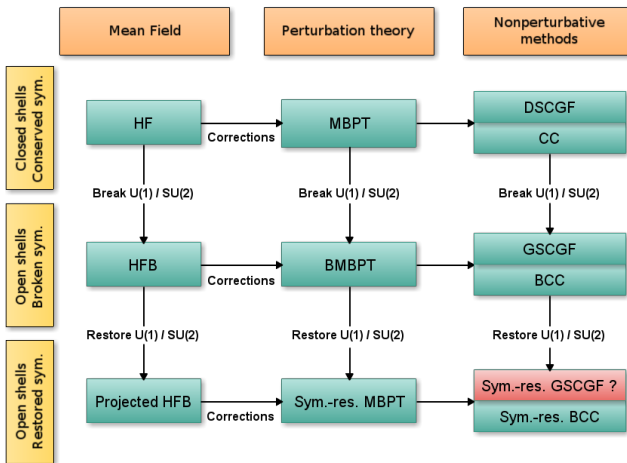 Mean Field
Perturbation theory
Nonperturbative
methods
Closed shells
Conserved sym.
HF
Corrections
MBPT
DSCGF
CC
Break U(1) / SU(2)
Break U(1) / SU(2)
Break U(1) / SU(2)
Open shells
Broken sym.
HFB
Corrections
BMBPT
GSCGF
BCC
Restore U(1) / SU(2)
Restore U(1) / SU(2)
Restore U(1) / SU(2)
Open shells
Restored sym.
Projected HFB
Corrections
Sym.-res. MBPT
Sym.-res. GSCGF ?
Sym.-res. BCC